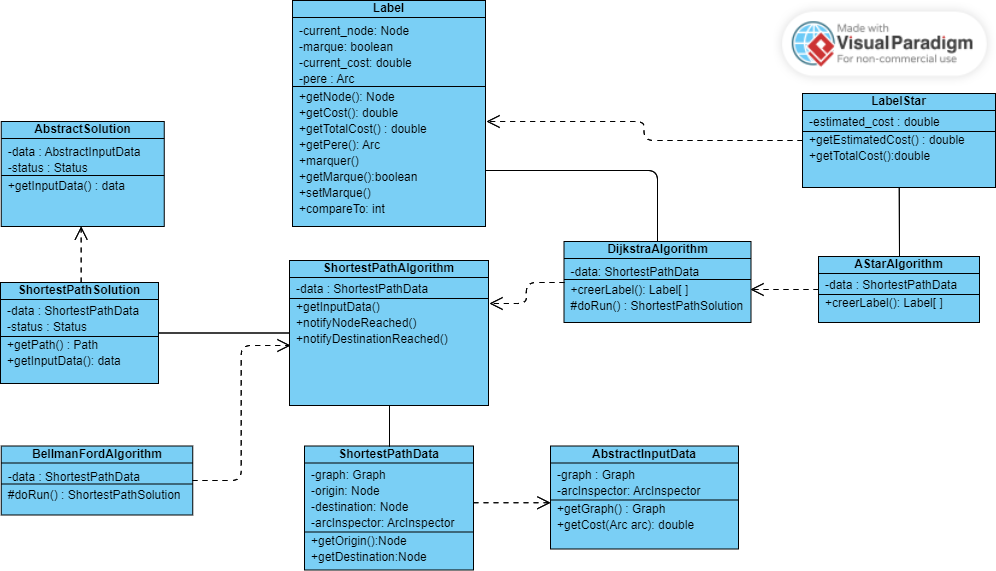 Label
-current_node: Node
-marque: boolean
-current_cost: double
-pere : Arc
+getNode(): Node
+getCost(): double
+getTotalCost() : double
+getPere(): Arc
+marquer()
+getMarque():boolean
+setMarque()
+compareTo: int
Made with
Visual Paradigm
For non-commercial use
LabelStar
-estimated_cost : double
+getEstimatedCost() : double
+getTotalCost():double
AbstractSolution
-data : AbstractInputData
-status : Status
+getInputData() : data
DijkstraAlgorithm
-data: ShortestPathData
+creerLabel(): Label[ ]
#doRun() : ShortestPathSolution
AStarAlgorithm
-data : ShortestPathData
+creerLabel(): Label[ ]
ShortestPathAlgorithm
-data : ShortestPathData
+getInputData()
+notifyNodeReached()
+notifyDestinationReached()
ShortestPathSolution
-data : ShortestPathData
-status : Status
+getPath() : Path
+getInputData(): data
BellmanFordAlgorithm
-data : ShortestPathData
#doRun() : ShortestPathSolution
ShortestPathData
-graph: Graph
-origin: Node
-destination: Node
-arcInspector: ArcInspector
+getOrigin():Node
+getDestination:Node
AbstractInputData
-graph : Graph
-arcInspector: ArcInspector
+getGraph() : Graph
+getCost(Arc arc): double